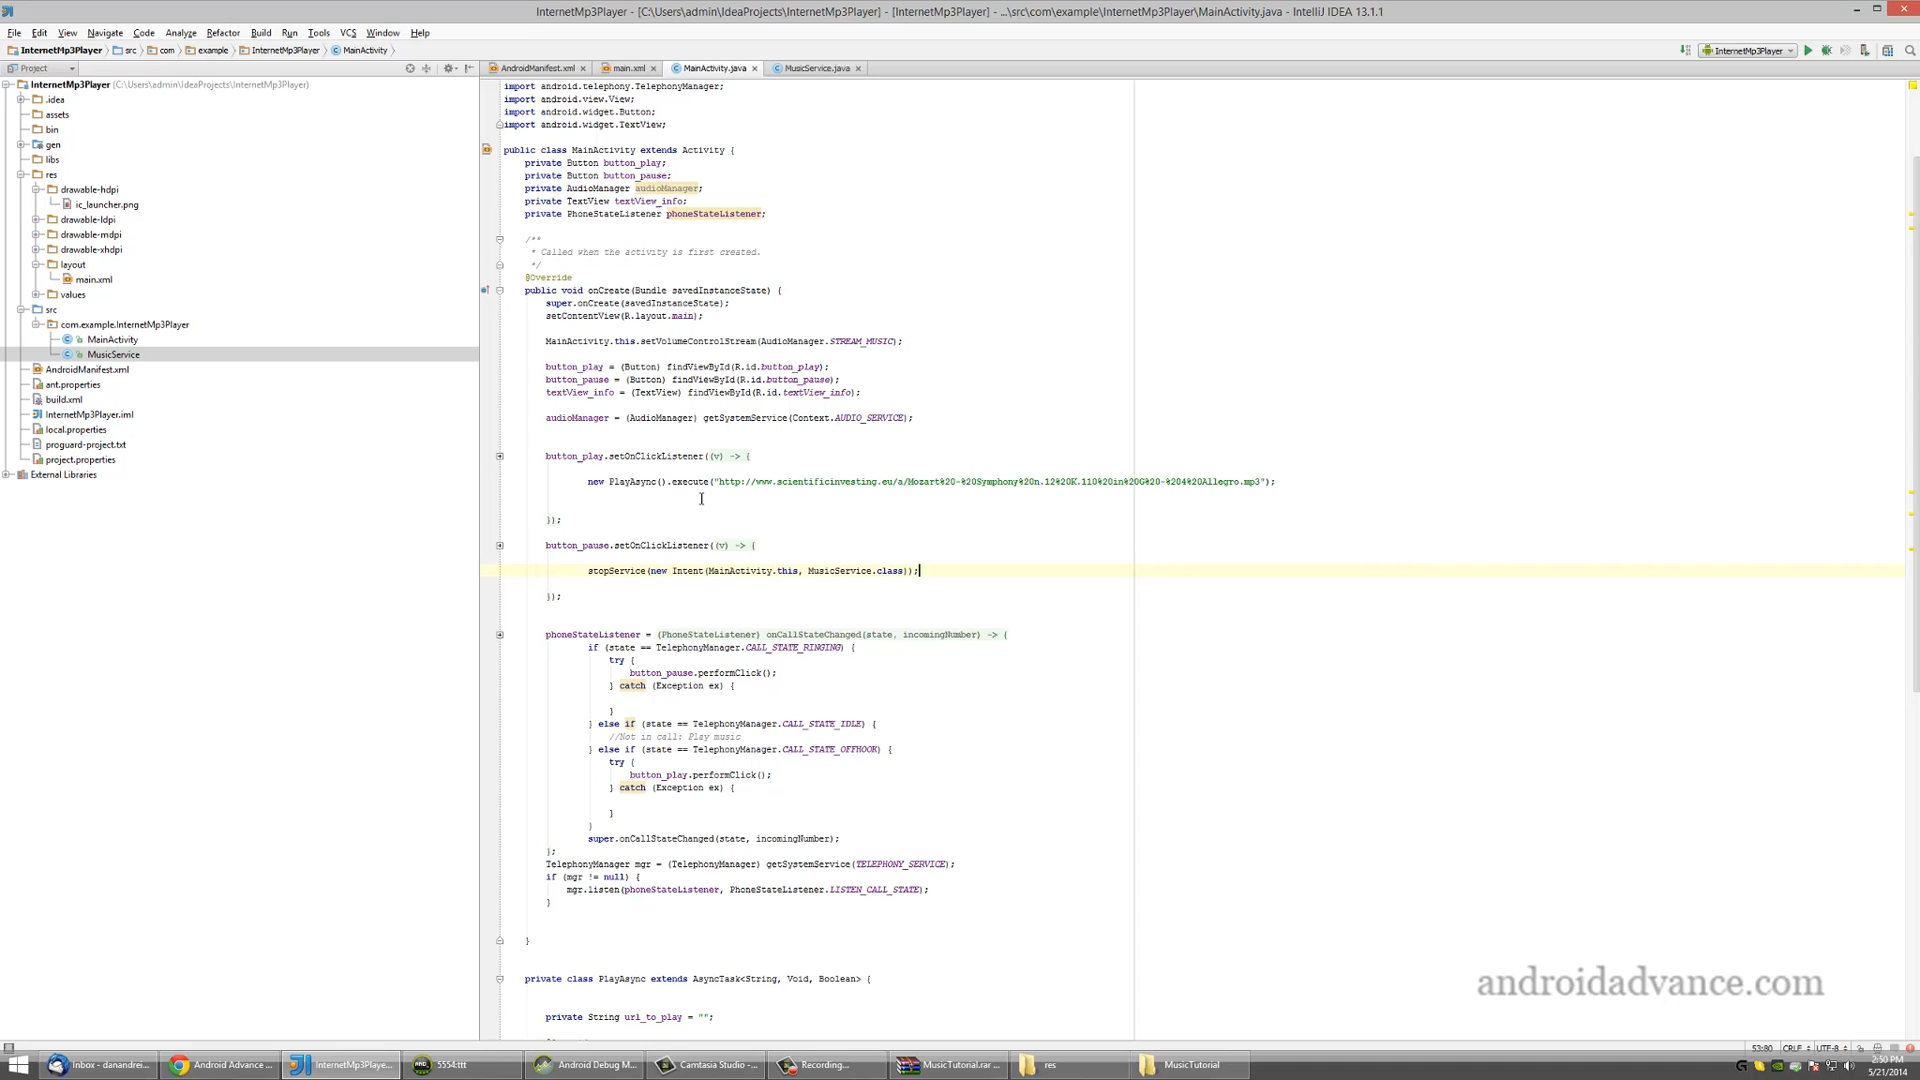 InternetMp3Player - [C:\Users\admin\IdeaProjects\InternetMp3Player] - [InternetMp3Player] - ...\src\com\example\InternetMp3Player\MainActivity.java - IntelliJ IDEA 13.1.1
File Edit View Navigate Code Analyze Refactor Build Run Tools VCS Window Help
InternetMp3Player src com example InternetMp3Player MainActivity
InternetMp3Player
Project
AndroidManifest.xml main.xml MainActivity.java MusicService.java
InternetMp3Player (C:\Users\admin\IdeaProjects\InternetMp3Player)
.idea
assets
bin
gen
libs
res
drawable-hdpi
ic_launcher.png
drawable-ldpi
drawable-mdpi
drawable-xhdpi
layout
main.xml
values
src
com.example.InternetMp3Player
MainActivity
MusicService
AndroidManifest.xml
ant.properties
build.xml
InternetMp3Player.iml
local.properties
proguard-project.txt
project.properties
External Libraries
import android.telephony.TelephonyManager;
import android.view.View;
import android.widget.Button;
import android.widget.TextView;
public class MainActivity extends Activity {
private Button button_play;
private Button button_pause;
private AudioManager audioManager;
private TextView textView_info;
private PhoneStateListener phoneStateListener;
/**
* Called when the activity is first created.
*/
@Override
public void onCreate(Bundle savedInstanceState) {
super.onCreate(savedInstanceState);
setContentView(R.layout.main);
MainActivity.this.setVolumeControlStream(AudioManager.STREAM_MUSIC);
button_play = (Button) findViewById(R.id.button_play);
button_pause = (Button) findViewById(R.id.button_pause);
textView_info = (TextView) findViewById(R.id.textView_info);
audioManager = (AudioManager) getSystemService(Context.AUDIO_SERVICE);
button_play.setOnClickListener((v) -> {
new PlayAsync().execute("http://www.scientificinvesting.eu/a/Mozart%20-%20Symphony%20n.12%20K.110%20in%20G%20-%204%20Allegro.mp3");
});
button_pause.setOnClickListener((v) -> {
stopService(new Intent(MainActivity.this, MusicService.class));
});
phoneStateListener = (PhoneStateListener) onCallStateChanged(state, incomingNumber) -> {
if (state == TelephonyManager.CALL_STATE_RINGING) {
try {
button_pause.performClick();
} catch (Exception ex) {
}
} else if (state == TelephonyManager.CALL_STATE_IDLE) {
//Not in call: Play music
} else if (state == TelephonyManager.CALL_STATE_OFFHOOK) {
try {
button_play.performClick();
} catch (Exception ex) {
}
}
super.onCallStateChanged(state, incomingNumber);
};
TelephonyManager mgr = (TelephonyManager) getSystemService(TELEPHONY_SERVICE);
if (mgr != null) {
mgr.listen(phoneStateListener, PhoneStateListener.LISTEN_CALL_STATE);
}
}
private class PlayAsync extends AsyncTask<String, Void, Boolean> {
private String url_to_play = "";
androidadvance.com
53:80 CRLF UTF-8
Inbox - danandrei... Android Advance ... InternetMp3Playe... 5554:ttt Android Debug M... Camtasia Studio -... Recording... MusicTutorial.rar ... res MusicTutorial
2:50 PM
5/21/2014